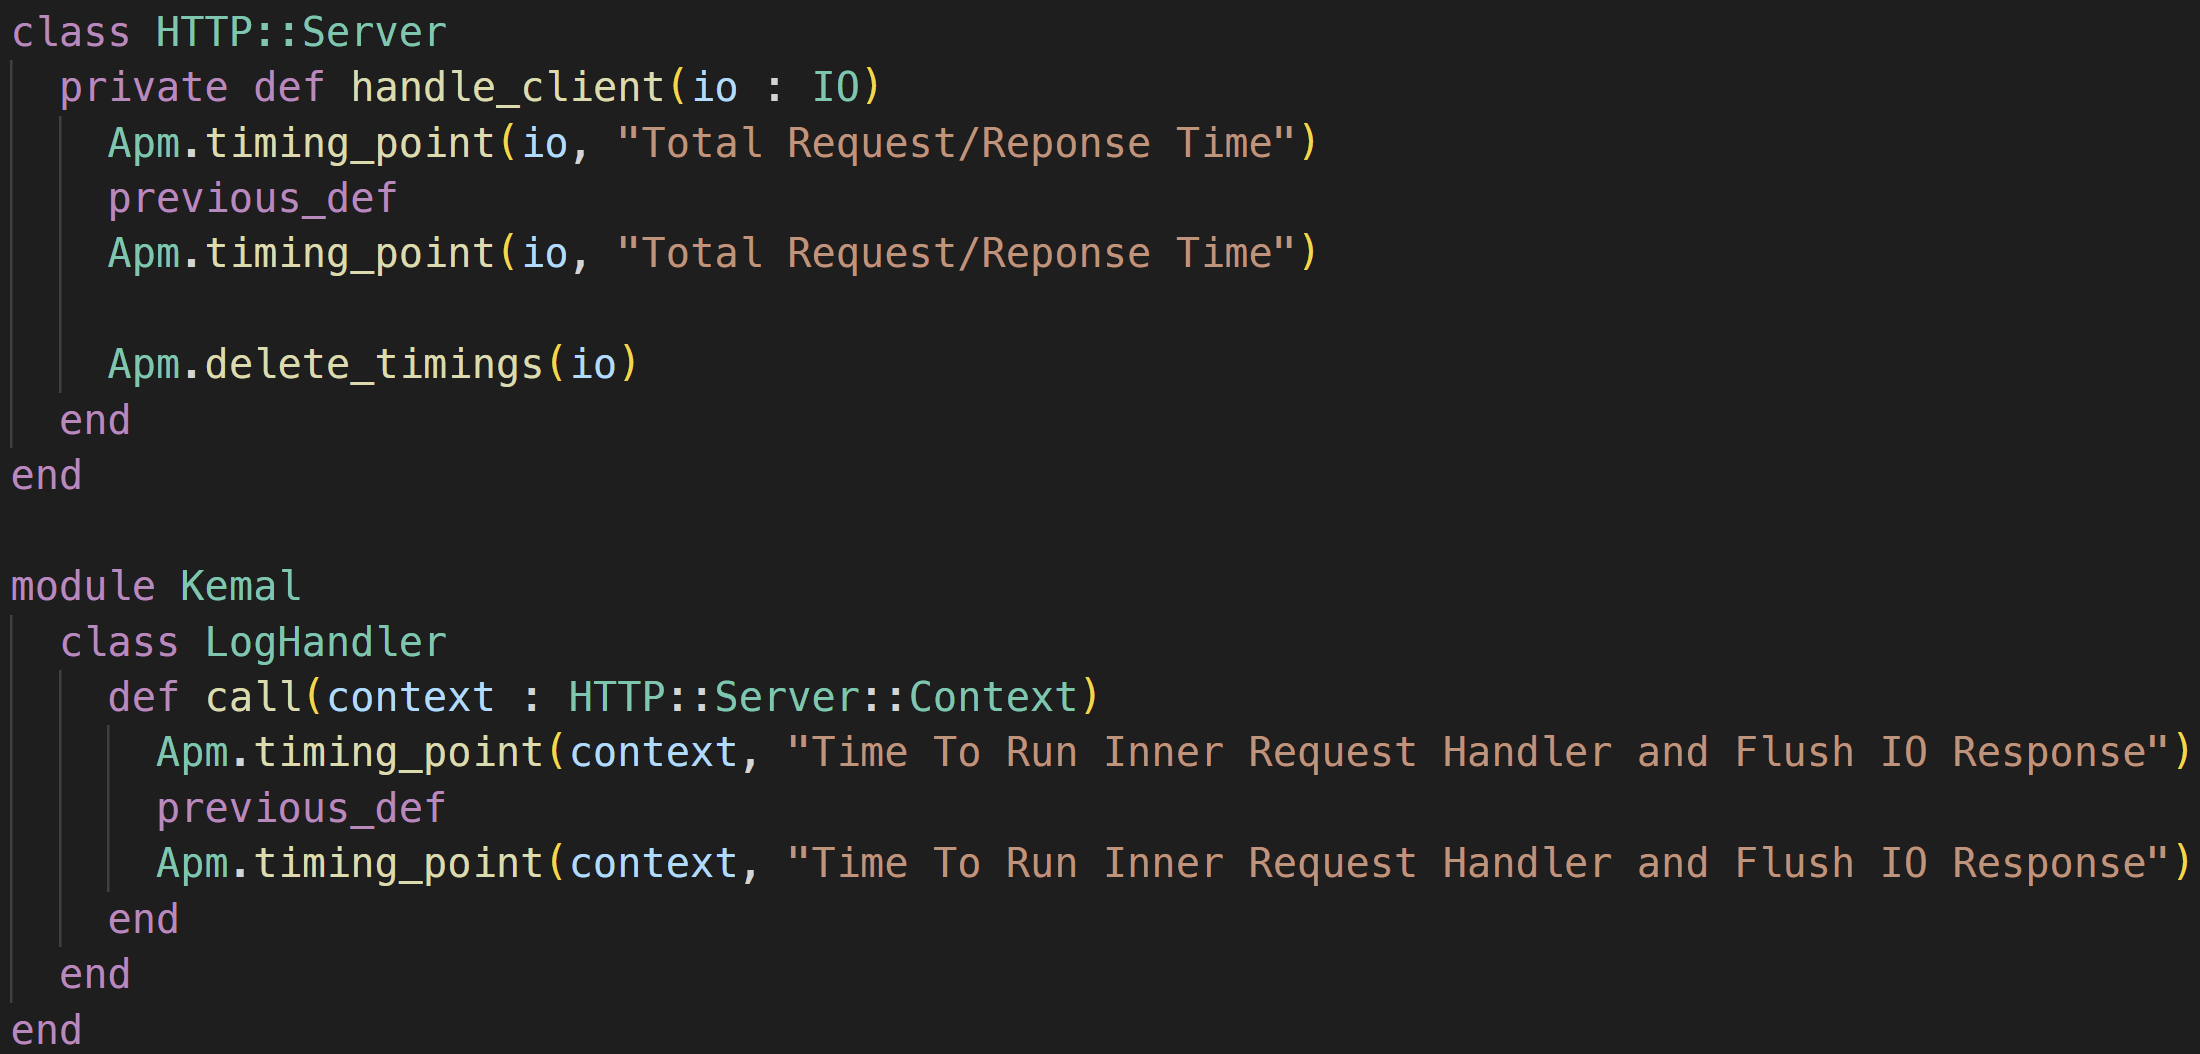 class HTTP::Server
  private def handle_client(io : IO)
    Apm.timing_point(io, "Total Request/Reponse Time")
    previous_def
    Apm.timing_point(io, "Total Request/Reponse Time")

    Apm.delete_timings(io)
  end
end

module Kemal
  class LogHandler
    def call(context : HTTP::Server::Context)
      Apm.timing_point(context, "Time To Run Inner Request Handler and Flush IO Response")
      previous_def
      Apm.timing_point(context, "Time To Run Inner Request Handler and Flush IO Response")
    end
  end
end